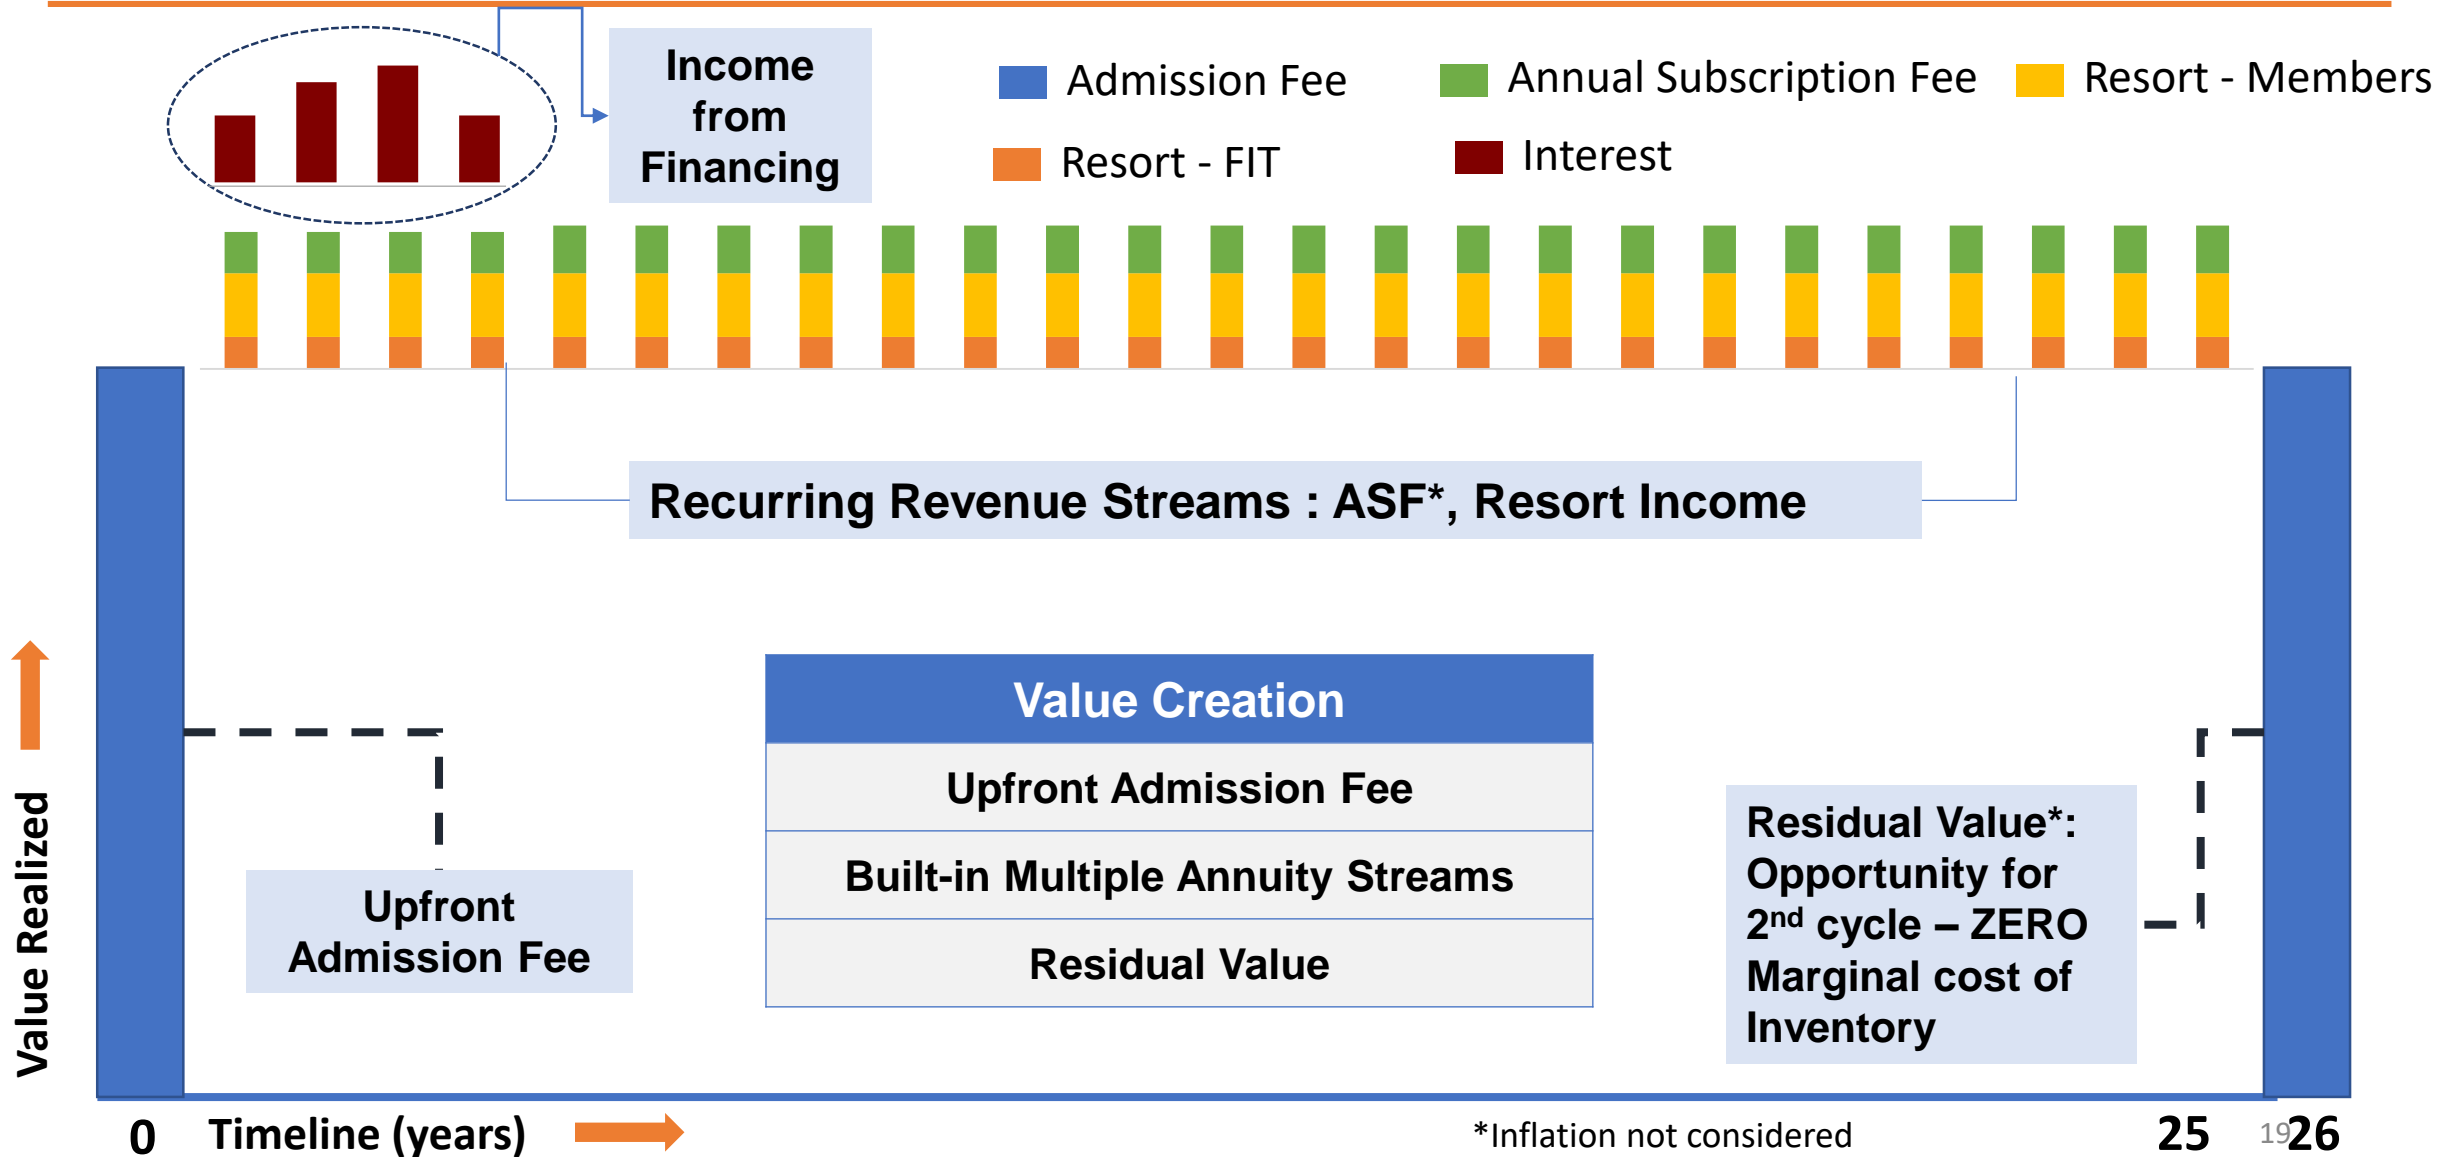 Income
from
Financing
Admission Fee
Annual Subscription Fee
Resort - Members
Resort - FIT
Interest
Recurring Revenue Streams : ASF*, Resort Income
Value Creation
Upfront Admission Fee
Built-in Multiple Annuity Streams
Residual Value
Upfront
Admission Fee
Residual Value*:
Opportunity for
2nd cycle – ZERO
Marginal cost of
Inventory
Value Realized
0
Timeline (years)
*Inflation not considered
25
19
26